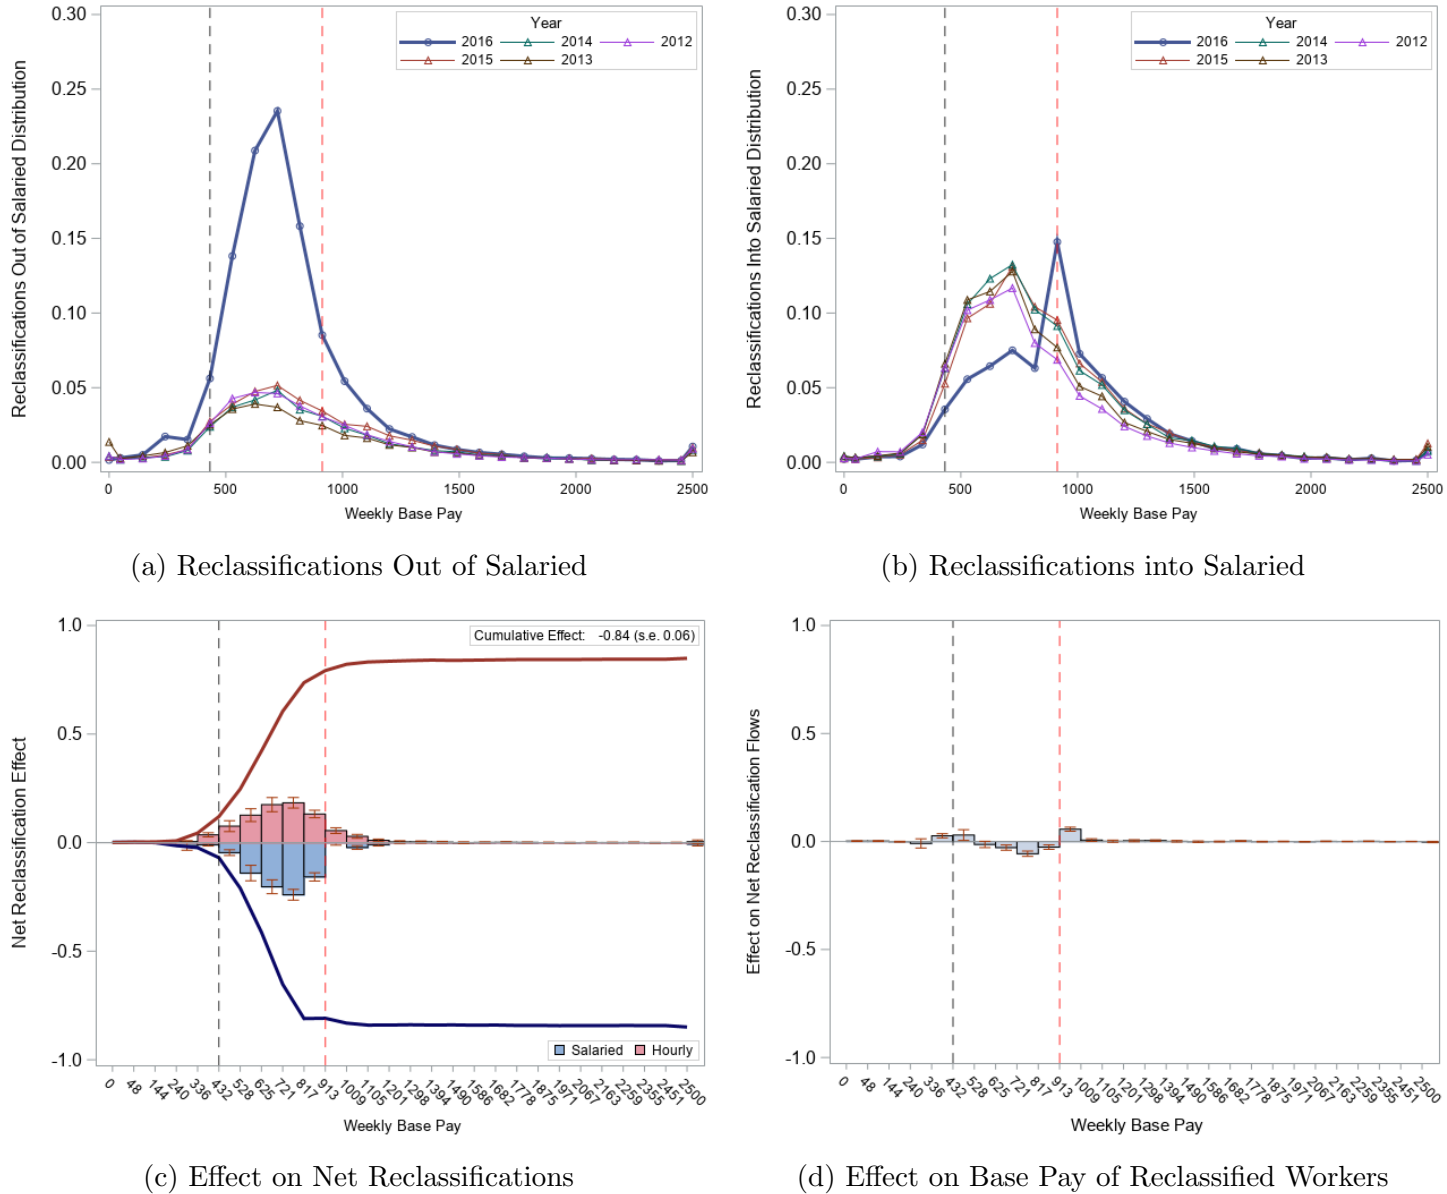 Reclassifications Out of Salaried Distribution
0.30
0.25
0.20
0.15
0.10
0.05
0.00
Year
2016 2014 2012
2015 2013
0 500 1000 1500 2000 2500
Weekly Base Pay
(a) Reclassifications Out of Salaried
Reclassifications Into Salaried Distribution
0.30
0.25
0.20
0.15
0.10
0.05
0.00
Year
2016 2014 2012
2015 2013
0 500 1000 1500 2000 2500
Weekly Base Pay
(b) Reclassifications into Salaried
Net Reclassification Effect
1.0
0.5
0.0
-0.5
-1.0
Cumulative Effect: -0.84 (s.e. 0.06)
Salaried Hourly
0 48 144 240 336 432 528 625 721 817 913 1009 1105 1201 1298 1394 1490 1586 1682 1778 1875 1971 2067 2163 2259 2355 2451 2500
Weekly Base Pay
(c) Effect on Net Reclassifications
Effect on Net Reclassification Flows
1.0
0.5
0.0
-0.5
-1.0
0 48 144 240 336 432 528 625 721 817 913 1009 1105 1201 1298 1394 1490 1586 1682 1778 1875 1971 2067 2163 2259 2355 2451 2500
Weekly Base Pay
(d) Effect on Base Pay of Reclassified Workers